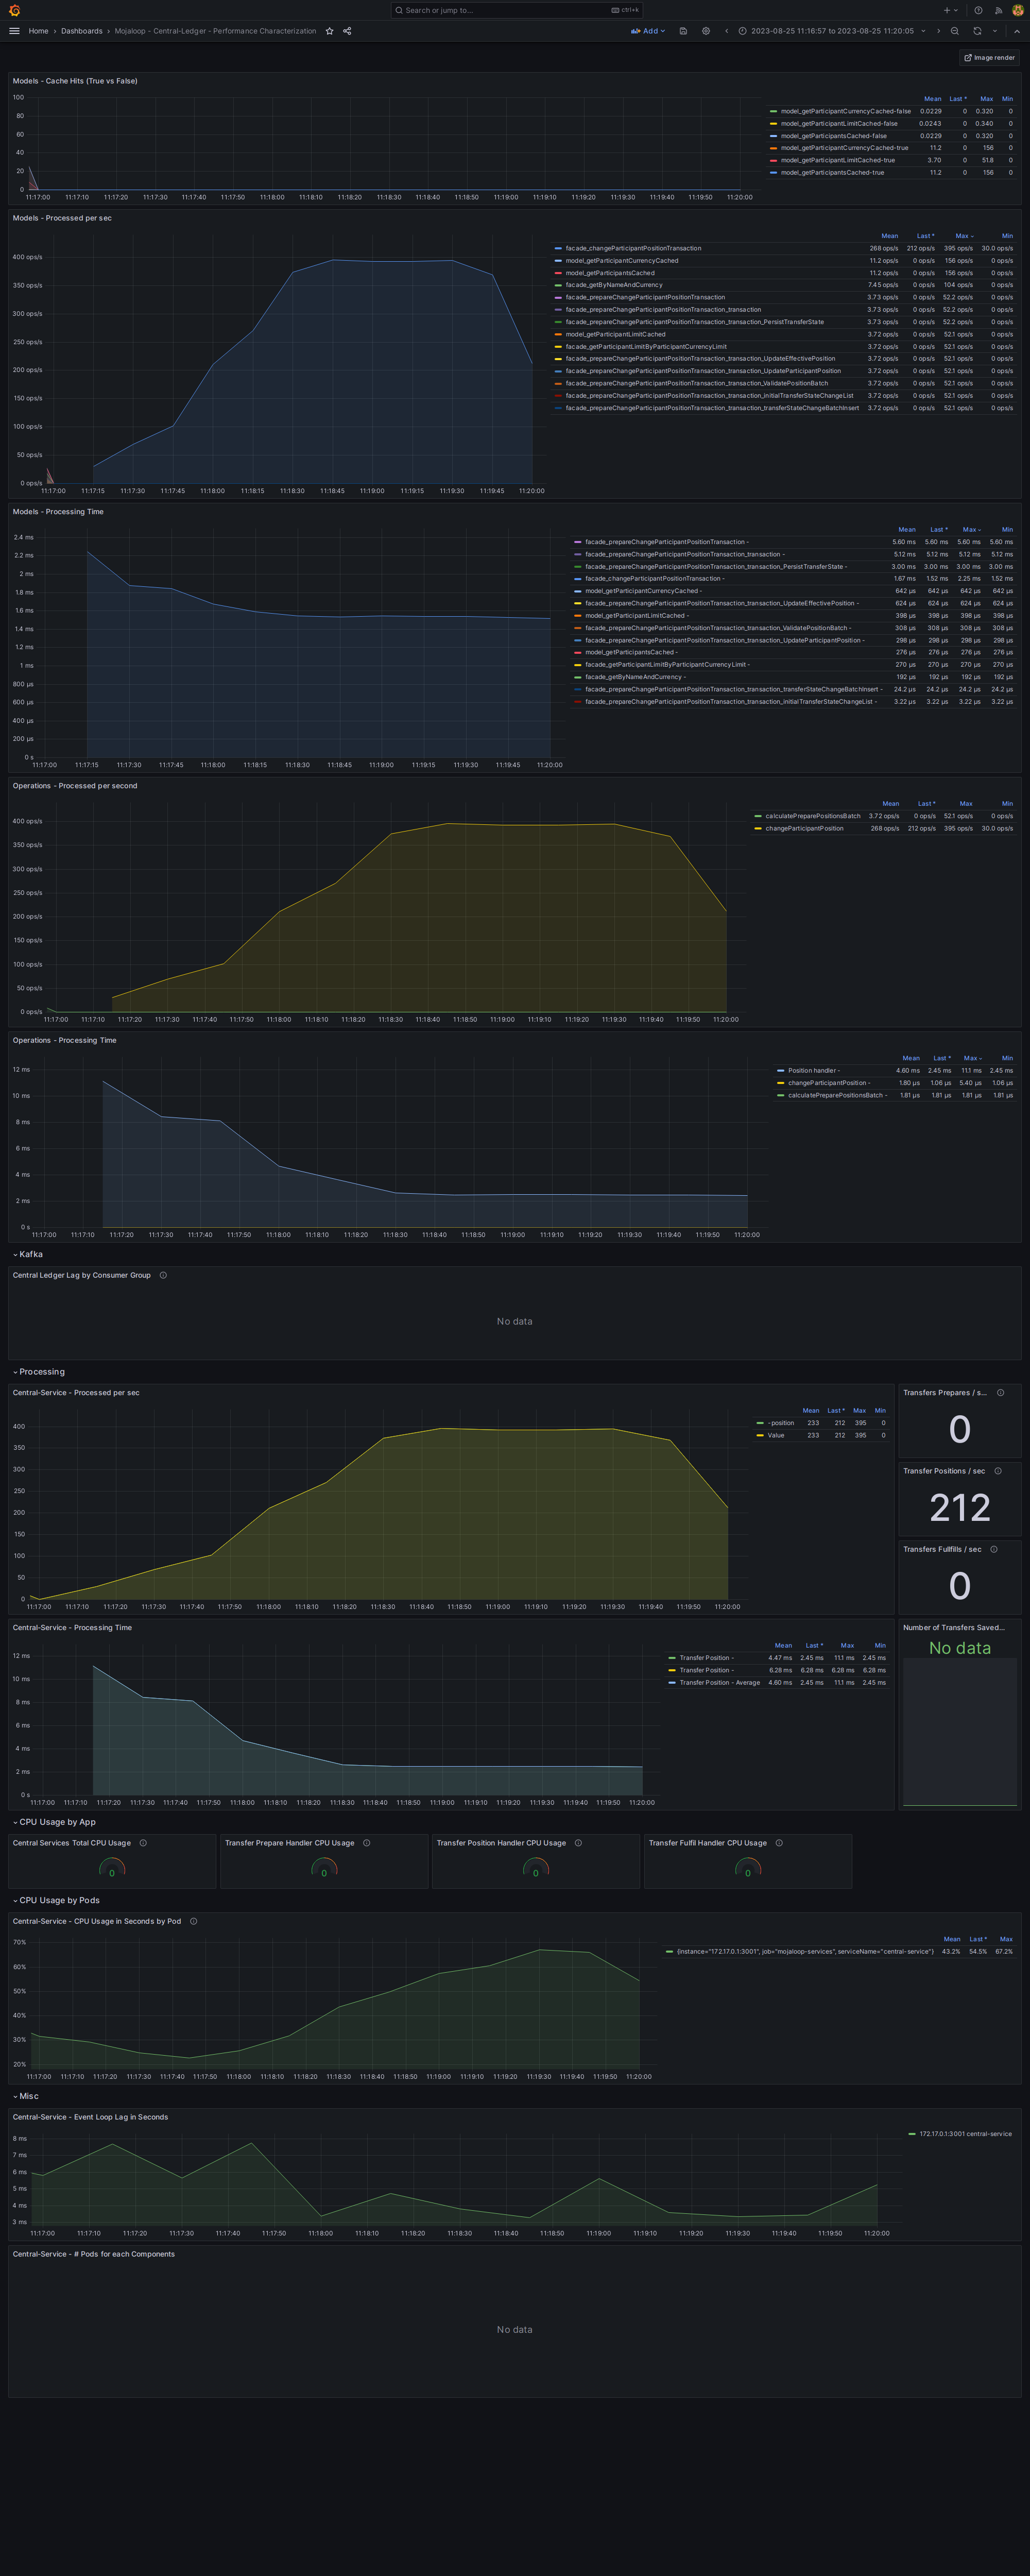 Search or jump to... ctrl+k
Home > Dashboards > Mojaloop - Central-Ledger - Performance Characterization Add 2023-08-25 11:16:57 to 2023-08-25 11:20:05
Image render
Models - Cache Hits (True vs False)
100
80
60
40
20
0
11:17:00 11:17:10 11:17:20 11:17:30 11:17:40 11:17:50 11:18:00 11:18:10 11:18:20 11:18:30 11:18:40 11:18:50 11:19:00 11:19:10 11:19:20 11:19:30 11:19:40 11:19:50 11:20:00
Mean Last * Max Min
model_getParticipantCurrencyCached-false 0.0229 0 0.320 0
model_getParticipantLimitCached-false 0.0243 0 0.340 0
model_getParticipantsCached-false 0.0229 0 0.320 0
model_getParticipantCurrencyCached-true 11.2 0 156 0
model_getParticipantLimitCached-true 3.70 0 51.8 0
model_getParticipantsCached-true 11.2 0 156 0
Models - Processed per sec
400 ops/s
350 ops/s
300 ops/s
250 ops/s
200 ops/s
150 ops/s
100 ops/s
50 ops/s
0 ops/s
11:17:00 11:17:15 11:17:30 11:17:45 11:18:00 11:18:15 11:18:30 11:18:45 11:19:00 11:19:15 11:19:30 11:19:45 11:20:00
Mean Last * Max Min
facade_changeParticipantPositionTransaction 268 ops/s 212 ops/s 395 ops/s 30.0 ops/s
model_getParticipantCurrencyCached 11.2 ops/s 0 ops/s 156 ops/s 0 ops/s
model_getParticipantsCached 11.2 ops/s 0 ops/s 156 ops/s 0 ops/s
facade_getByNameAndCurrency 7.45 ops/s 0 ops/s 104 ops/s 0 ops/s
facade_prepareChangeParticipantPositionTransaction 3.73 ops/s 0 ops/s 52.2 ops/s 0 ops/s
facade_prepareChangeParticipantPositionTransaction_transaction 3.73 ops/s 0 ops/s 52.2 ops/s 0 ops/s
facade_prepareChangeParticipantPositionTransaction_transaction_PersistTransferState 3.73 ops/s 0 ops/s 52.2 ops/s 0 ops/s
model_getParticipantLimitCached 3.72 ops/s 0 ops/s 52.1 ops/s 0 ops/s
facade_getParticipantLimitByParticipantCurrencyLimit 3.72 ops/s 0 ops/s 52.1 ops/s 0 ops/s
facade_prepareChangeParticipantPositionTransaction_transaction_UpdateEffectivePosition 3.72 ops/s 0 ops/s 52.1 ops/s 0 ops/s
facade_prepareChangeParticipantPositionTransaction_transaction_UpdateParticipantPosition 3.72 ops/s 0 ops/s 52.1 ops/s 0 ops/s
facade_prepareChangeParticipantPositionTransaction_transaction_ValidatePositionBatch 3.72 ops/s 0 ops/s 52.1 ops/s 0 ops/s
facade_prepareChangeParticipantPositionTransaction_transaction_initialTransferStateChangeList 3.72 ops/s 0 ops/s 52.1 ops/s 0 ops/s
facade_prepareChangeParticipantPositionTransaction_transaction_transferStateChangeBatchInsert 3.72 ops/s 0 ops/s 52.1 ops/s 0 ops/s
Models - Processing Time
2.4 ms
2.2 ms
2 ms
1.8 ms
1.6 ms
1.4 ms
1.2 ms
1 ms
800 µs
600 µs
400 µs
200 µs
0 s
11:17:00 11:17:15 11:17:30 11:17:45 11:18:00 11:18:15 11:18:30 11:18:45 11:19:00 11:19:15 11:19:30 11:19:45 11:20:00
Mean Last * Max Min
facade_prepareChangeParticipantPositionTransaction - 5.60 ms 5.60 ms 5.60 ms 5.60 ms
facade_prepareChangeParticipantPositionTransaction_transaction - 5.12 ms 5.12 ms 5.12 ms 5.12 ms
facade_prepareChangeParticipantPositionTransaction_transaction_PersistTransferState - 3.00 ms 3.00 ms 3.00 ms 3.00 ms
facade_changeParticipantPositionTransaction - 1.67 ms 1.52 ms 2.25 ms 1.52 ms
model_getParticipantCurrencyCached - 642 µs 642 µs 642 µs 642 µs
facade_prepareChangeParticipantPositionTransaction_transaction_UpdateEffectivePosition - 624 µs 624 µs 624 µs 624 µs
model_getParticipantLimitCached - 398 µs 398 µs 398 µs 398 µs
facade_prepareChangeParticipantPositionTransaction_transaction_ValidatePositionBatch - 308 µs 308 µs 308 µs 308 µs
facade_prepareChangeParticipantPositionTransaction_transaction_UpdateParticipantPosition - 298 µs 298 µs 298 µs 298 µs
model_getParticipantsCached - 276 µs 276 µs 276 µs 276 µs
facade_getParticipantLimitByParticipantCurrencyLimit - 270 µs 270 µs 270 µs 270 µs
facade_getByNameAndCurrency - 192 µs 192 µs 192 µs 192 µs
facade_prepareChangeParticipantPositionTransaction_transaction_transferStateChangeBatchInsert - 24.2 µs 24.2 µs 24.2 µs 24.2 µs
facade_prepareChangeParticipantPositionTransaction_transaction_initialTransferStateChangeList - 3.22 µs 3.22 µs 3.22 µs 3.22 µs
Operations - Processed per second
400 ops/s
350 ops/s
300 ops/s
250 ops/s
200 ops/s
150 ops/s
100 ops/s
50 ops/s
0 ops/s
11:17:00 11:17:10 11:17:20 11:17:30 11:17:40 11:17:50 11:18:00 11:18:10 11:18:20 11:18:30 11:18:40 11:18:50 11:19:00 11:19:10 11:19:20 11:19:30 11:19:40 11:19:50 11:20:00
Mean Last * Max Min
calculatePreparePositionsBatch 3.72 ops/s 0 ops/s 52.1 ops/s 0 ops/s
changeParticipantPosition 268 ops/s 212 ops/s 395 ops/s 30.0 ops/s
Operations - Processing Time
12 ms
10 ms
8 ms
6 ms
4 ms
2 ms
0 s
11:17:00 11:17:10 11:17:20 11:17:30 11:17:40 11:17:50 11:18:00 11:18:10 11:18:20 11:18:30 11:18:40 11:18:50 11:19:00 11:19:10 11:19:20 11:19:30 11:19:40 11:19:50 11:20:00
Mean Last * Max Min
Position handler - 4.60 ms 2.45 ms 11.1 ms 2.45 ms
changeParticipantPosition - 1.80 µs 1.06 µs 5.40 µs 1.06 µs
calculatePreparePositionsBatch - 1.81 µs 1.81 µs 1.81 µs 1.81 µs
Kafka
Central Ledger Lag by Consumer Group
No data
Processing
Central-Service - Processed per sec
400
350
300
250
200
150
100
50
0
11:17:00 11:17:10 11:17:20 11:17:30 11:17:40 11:17:50 11:18:00 11:18:10 11:18:20 11:18:30 11:18:40 11:18:50 11:19:00 11:19:10 11:19:20 11:19:30 11:19:40 11:19:50 11:20:00
Mean Last * Max Min
-position 233 212 395 0
Value 233 212 395 0
Transfers Prepares / s...
0
Transfer Positions / sec
212
Transfers Fullfills / sec
0
Central-Service - Processing Time
12 ms
10 ms
8 ms
6 ms
4 ms
2 ms
0 s
11:17:00 11:17:10 11:17:20 11:17:30 11:17:40 11:17:50 11:18:00 11:18:10 11:18:20 11:18:30 11:18:40 11:18:50 11:19:00 11:19:10 11:19:20 11:19:30 11:19:40 11:19:50 11:20:00
Mean Last * Max Min
Transfer Position - 4.47 ms 2.45 ms 11.1 ms 2.45 ms
Transfer Position - 6.28 ms 6.28 ms 6.28 ms 6.28 ms
Transfer Position - Average 4.60 ms 2.45 ms 11.1 ms 2.45 ms
Number of Transfers Saved...
No data
CPU Usage by App
Central Services Total CPU Usage
0
Transfer Prepare Handler CPU Usage
0
Transfer Position Handler CPU Usage
0
Transfer Fulfil Handler CPU Usage
0
CPU Usage by Pods
Central-Service - CPU Usage in Seconds by Pod
70%
60%
50%
40%
30%
20%
11:17:00 11:17:10 11:17:20 11:17:30 11:17:40 11:17:50 11:18:00 11:18:10 11:18:20 11:18:30 11:18:40 11:18:50 11:19:00 11:19:10 11:19:20 11:19:30 11:19:40 11:19:50 11:20:00
Mean Last * Max
{instance="172.17.0.1:3001", job="mojaloop-services", serviceName="central-service"} 43.2% 54.5% 67.2%
Misc
Central-Service - Event Loop Lag in Seconds
8 ms
7 ms
6 ms
5 ms
4 ms
3 ms
11:17:00 11:17:10 11:17:20 11:17:30 11:17:40 11:17:50 11:18:00 11:18:10 11:18:20 11:18:30 11:18:40 11:18:50 11:19:00 11:19:10 11:19:20 11:19:30 11:19:40 11:19:50 11:20:00
172.17.0.1:3001 central-service
Central-Service - # Pods for each Components
No data